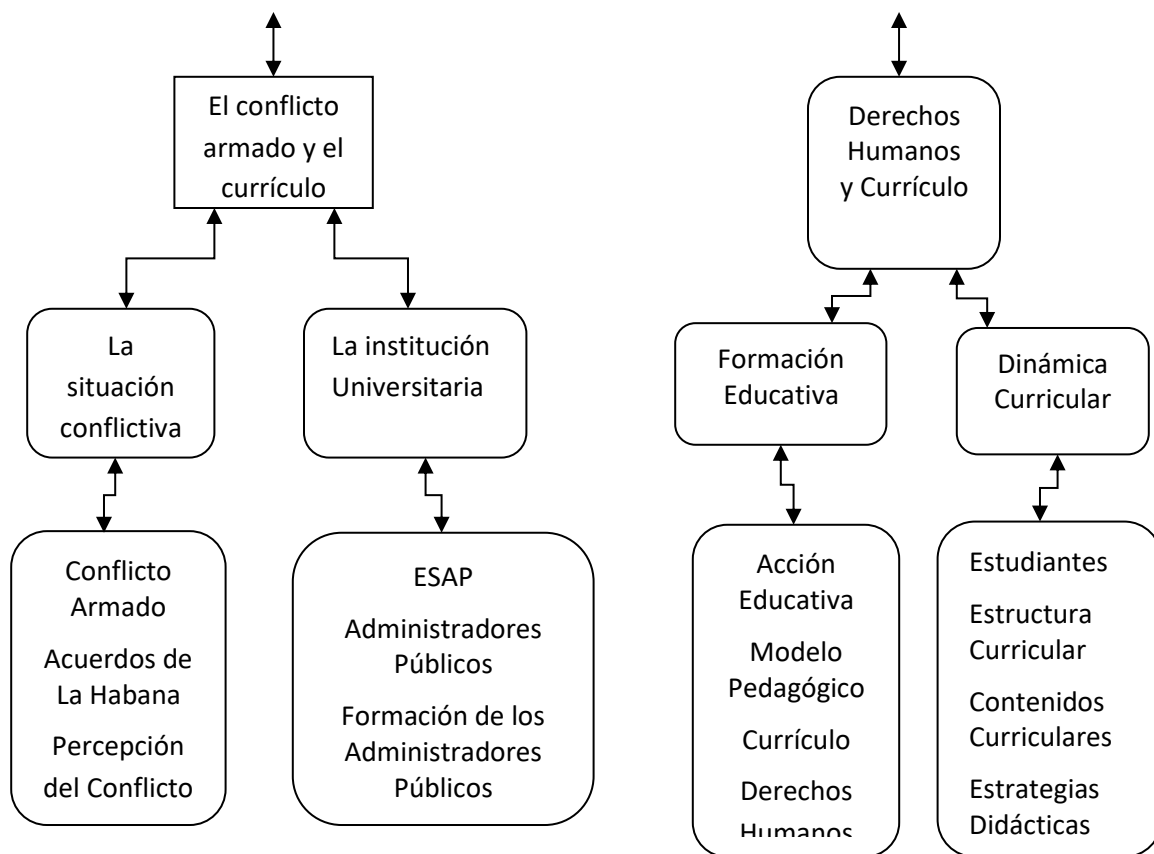 El conflicto
armado y el
currículo
Derechos
Humanos
y Currículo
La
situación
conflictiva
La institución
Universitaria
Formación
Educativa
Dinámica
Curricular
Conflicto
Armado
Acuerdos de
La Habana
Percepción
del Conflicto
ESAP
Administradores
Públicos
Formación de los
Administradores
Públicos
Acción
Educativa
Modelo
Pedagógico
Currículo
Derechos
Humanos
Estudiantes
Estructura
Curricular
Contenidos
Curriculares
Estrategias
Didácticas